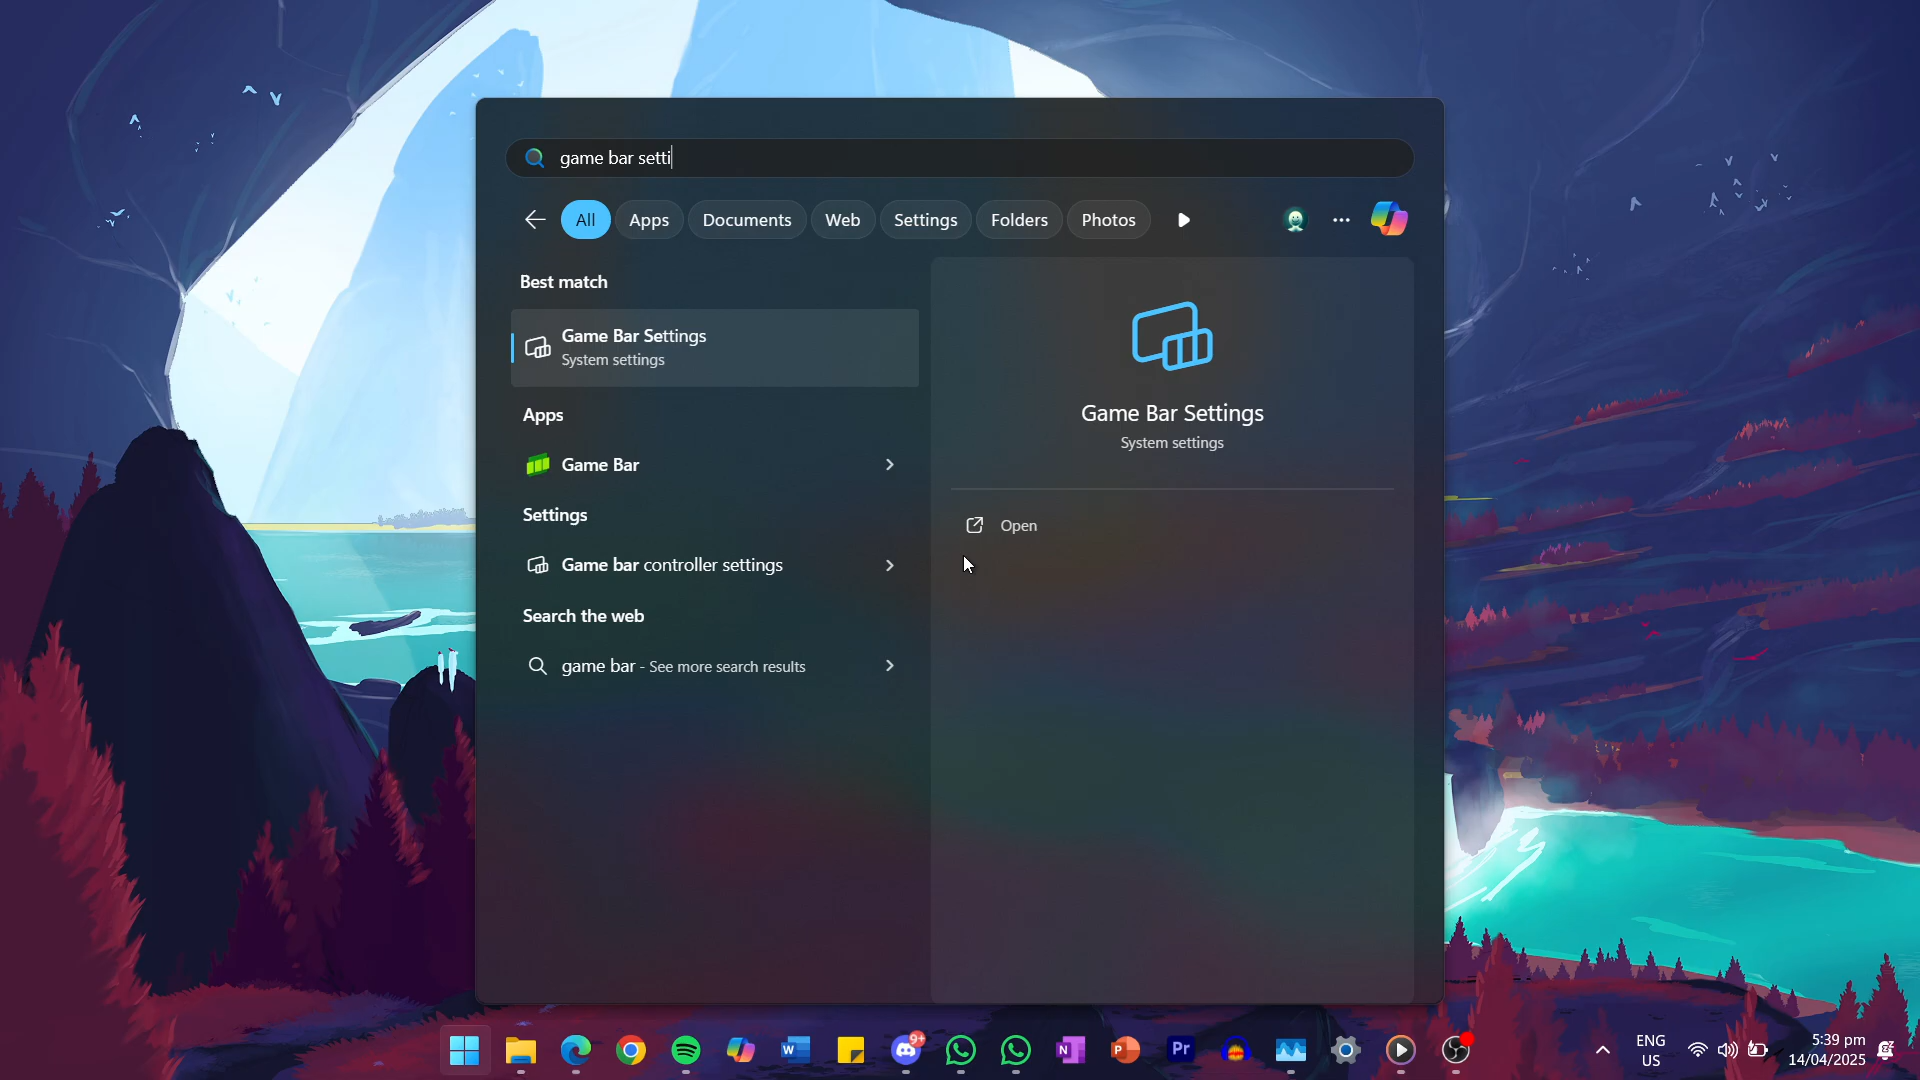 game bar setti
All
Apps
Documents
Web
Settings
Folders
Photos
Best match
Game Bar Settings
System settings
Apps
Game Bar
Settings
Game bar controller settings
Search the web
game bar - See more search results
Game Bar Settings
System settings
Open
9+
W
N
P
Pr
ENG
US
5:39 pm
14/04/2025